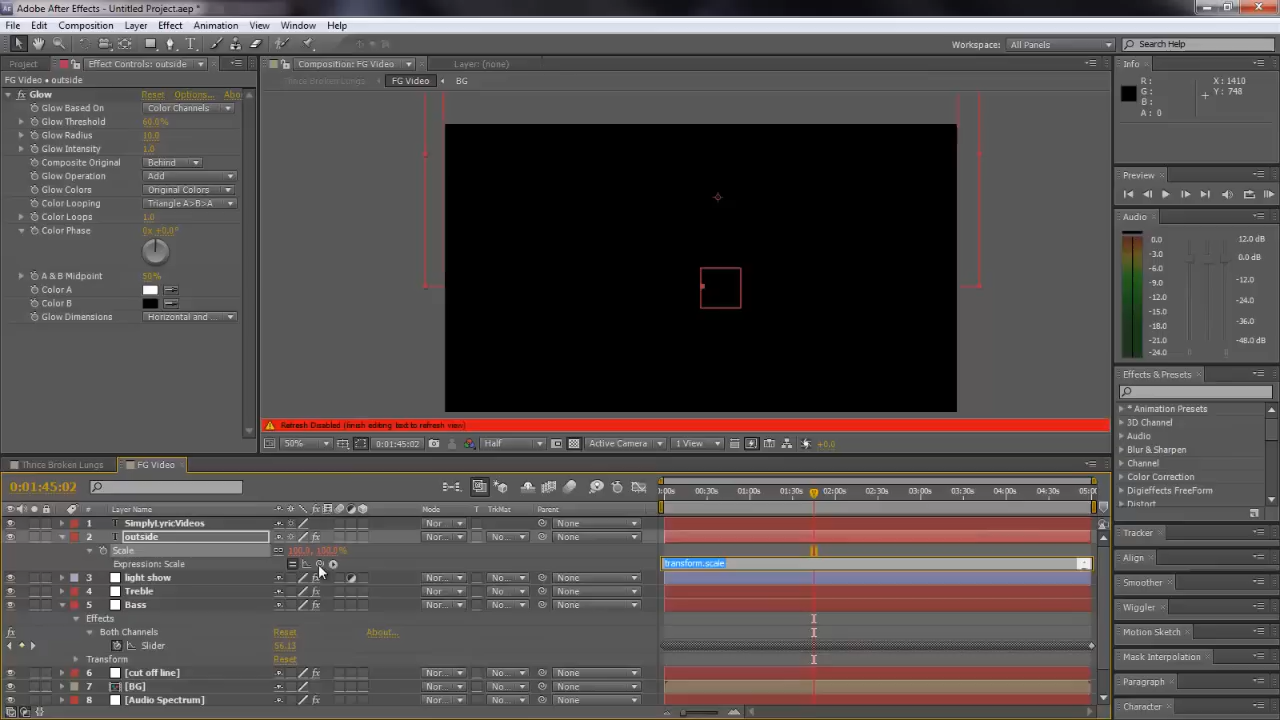 Adobe After Effects - Untitled Project.aep *
File Edit Composition Layer Effect Animation View Window Help
Workspace: All Panels Search Help
Project Effect Controls: outside Composition: FG Video Layer: (none) Info
FG Video • outside Thrice Broken Lungs FG Video BG
Glow Reset Options... Abo
Glow Based On Color Channels
Glow Threshold 60.0%
Glow Radius 10.0
Glow Intensity 1.0
Composite Original Behind
Glow Operation Add
Glow Colors Original Colors
Color Looping Triangle A>B>A
Color Loops 1.0
Color Phase
0x +0.0°
A & B Midpoint 50%
Color A
Color B
Glow Dimensions Horizontal and ...
R: X: 1410
G: Y: 748
B:
A: 0
Preview
Audio
0.0 12.0 dB
-3.0 0.0 dB
-6.0
-9.0 -12.0
-12.0 -24.0
-15.0
-18.0 -36.0
-21.0
-24.0 -48.0 dB
Effects & Presets
* Animation Presets
3D Channel
Audio
Blur & Sharpen
Channel
Color Correction
Digieffects FreeForm
Distort
Tracker
Align
Smoother
Wiggler
Motion Sketch
Mask Interpolation
Paragraph
Character
Refresh Disabled (finish editing text to refresh view)
50% 0:01:45:02 Half Active Camera 1 View +0.0
Thrice Broken Lungs FG Video
0:01:45:02
:00s 00:30s 01:00s 01:30s 02:00s 02:30s 03:00s 03:30s 04:00s 04:30s 05:0
# Layer Name Mode T TrkMat Parent
1 T SimplyLyricVideos Nor None
2 T outside Nor None
Scale 100.0, 100.0%
Expression: Scale transform.scale
3 light show Nor None
4 Treble Nor None
5 Bass Nor None
Effects
fx Both Channels Reset About...
Slider 56.13
Transform Reset
6 [cut off line] Nor None
7 [BG] Nor None
8 [Audio Spectrum] Nor None